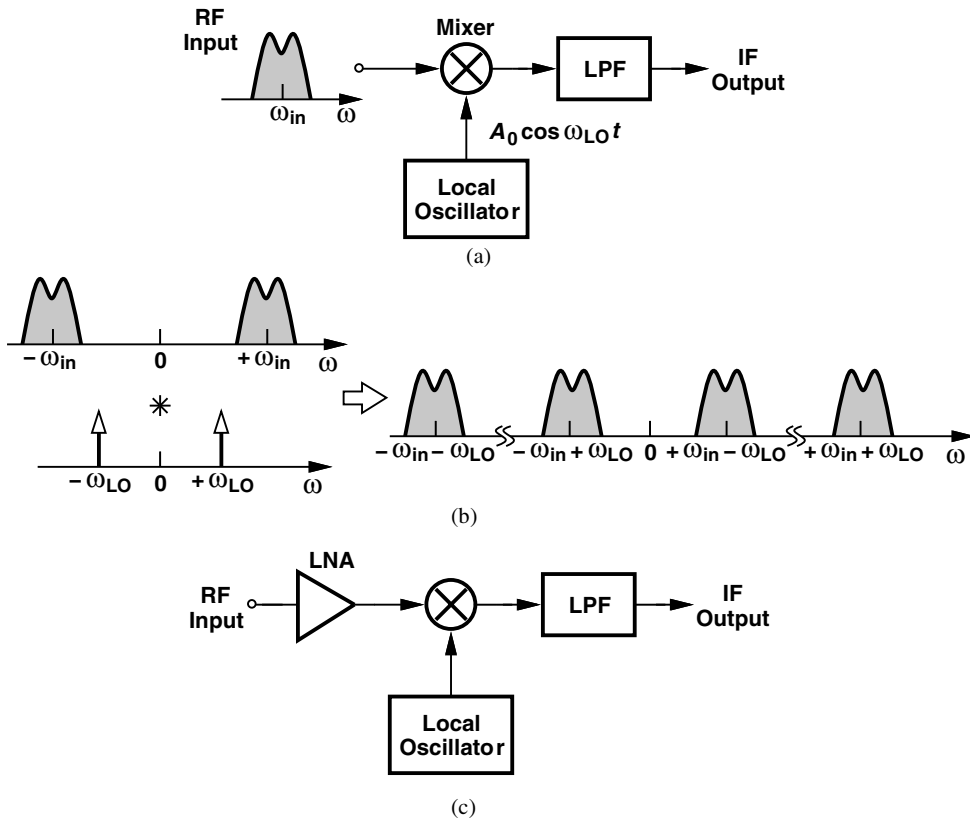 RF
Input
ω_in
ω
Mixer
LPF
IF
Output
A_0 cos ω_LO t
Local
Oscillator
(a)
− ω_in
0
+ ω_in
ω
− ω_LO
0
+ ω_LO
ω
− ω_in − ω_LO
− ω_in + ω_LO
0
+ ω_in − ω_LO
+ ω_in + ω_LO
ω
(b)
LNA
RF
Input
LPF
IF
Output
Local
Oscillator
(c)